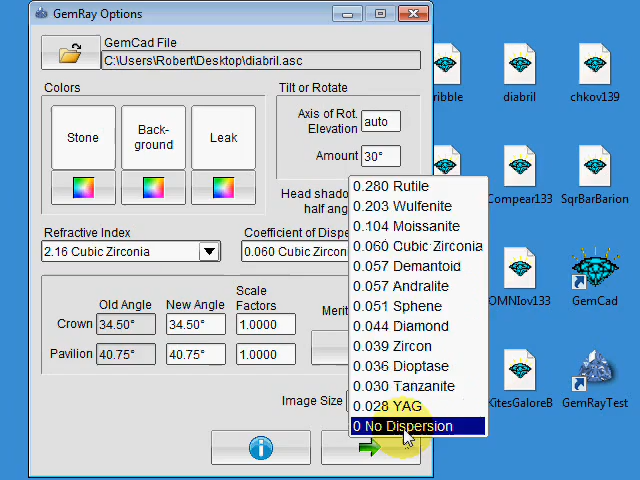 GemRay Options
GemCad File
C:\Users\Robert\Desktop\diabril.asc
Colors
Stone
Back-
ground
Leak
Tilt or Rotate
Axis of Rot.
Elevation
auto
Amount
30°
Head shado
half ang
Refractive Index
2.16 Cubic Zirconia
Coefficient of Dispe
0.060 Cubic Zirconi
0.280 Rutile
0.203 Wulfenite
0.104 Moissanite
0.060 Cubic Zirconia
0.057 Demantoid
0.057 Andralite
0.051 Sphene
0.044 Diamond
0.039 Zircon
0.036 Dioptase
0.030 Tanzanite
0.028 YAG
0 No Dispersion
Old Angle
New Angle
Scale
Factors
Crown
34.50°
34.50°
1.0000
Pavilion
40.75°
40.75°
1.0000
Merit
Image Size
ribble
diabril
chkov139
Compear133
SqrBarBarion
OMNIov133
GemCad
KitesGaloreB
GemRayTest